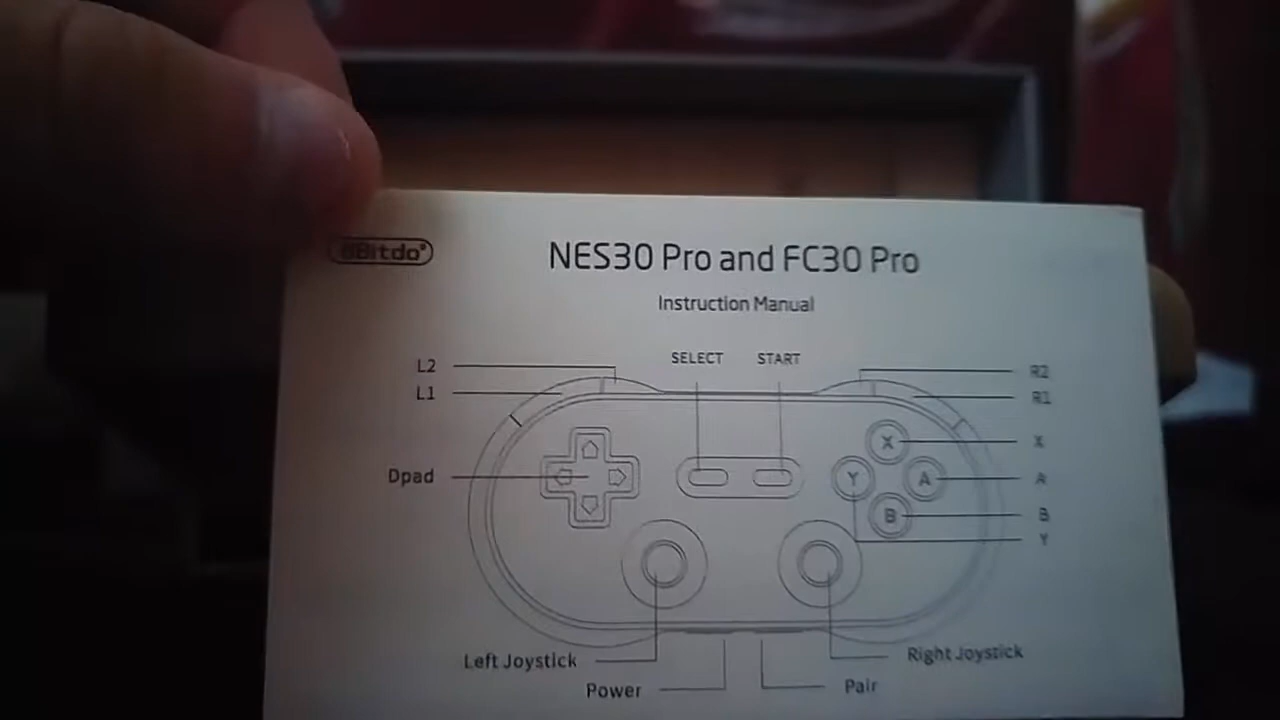 8Bitdo®
NES30 Pro and FC30 Pro
Instruction Manual
SELECT START
L2
R2
L1
R1
X
X
Dpad
Y
A
A
B
B
Y
Left Joystick
Right Joystick
Power
Pair